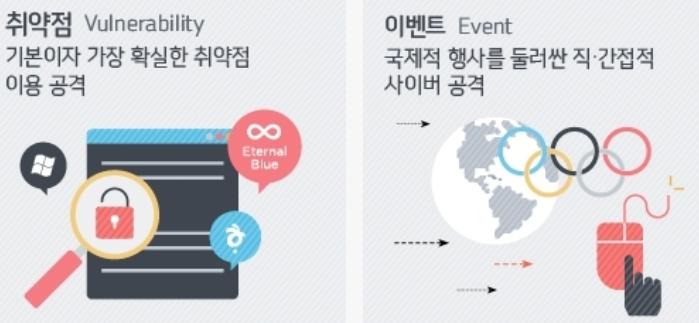 취약점 Vulnerability
기본이자 가장 확실한 취약점
이용 공격
Eternal
Blue
이벤트 Event
국제적 행사를 둘러싼 직·간접적
사이버 공격